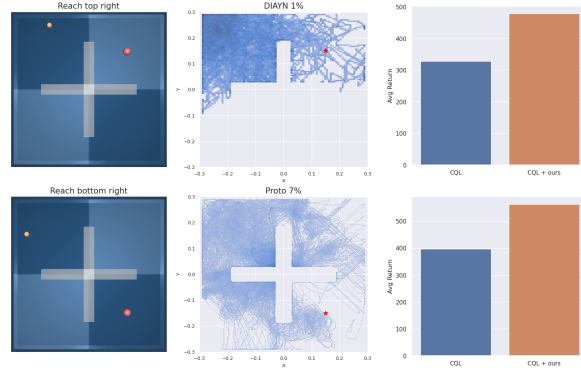 Reach top right
DIAYN 1%
0.3
0.2
0.1
0.0
−0.1
−0.2
−0.3
Y
−0.3 −0.2 −0.1 0.0 0.1 0.2 0.3
X
500
400
300
200
100
0
Avg Return
CQL CQL + ours
Reach bottom right
Proto 7%
0.3
0.2
0.1
0.0
−0.1
−0.2
−0.3
Y
−0.3 −0.2 −0.1 0.0 0.1 0.2 0.3
X
500
400
300
200
100
0
Avg Return
CQL CQL + ours